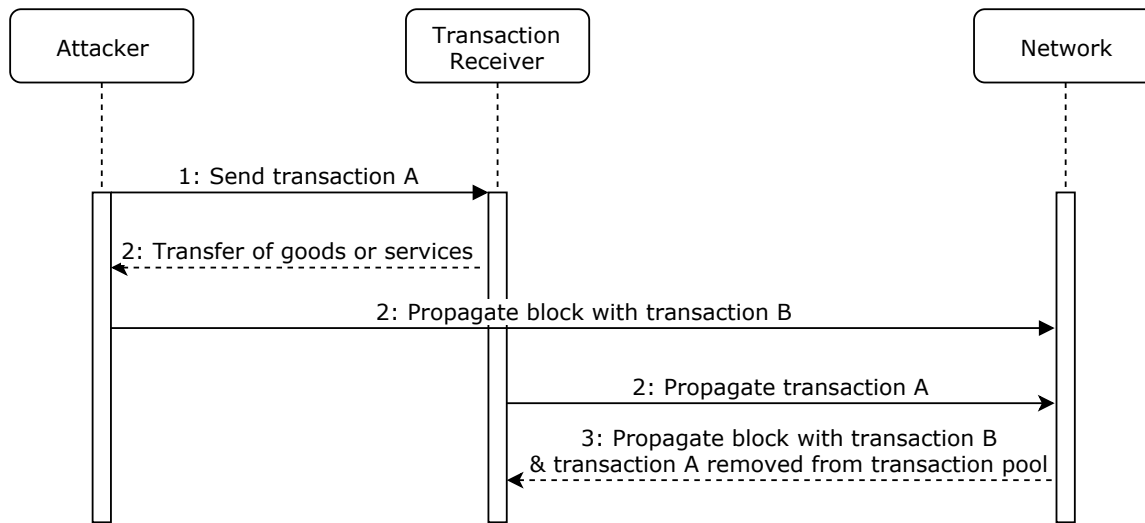 Attacker
Transaction
Receiver
Network
1: Send transaction A
2: Transfer of goods or services
2: Propagate block with transaction B
2: Propagate transaction A
3: Propagate block with transaction B
& transaction A removed from transaction pool